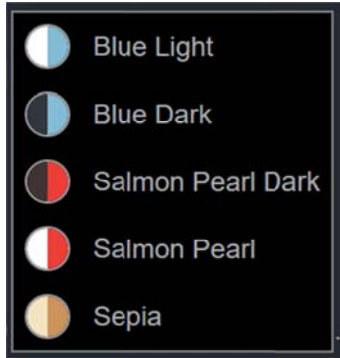 Blue Light
Blue Dark
Salmon Pearl Dark
Salmon Pearl
Sepia